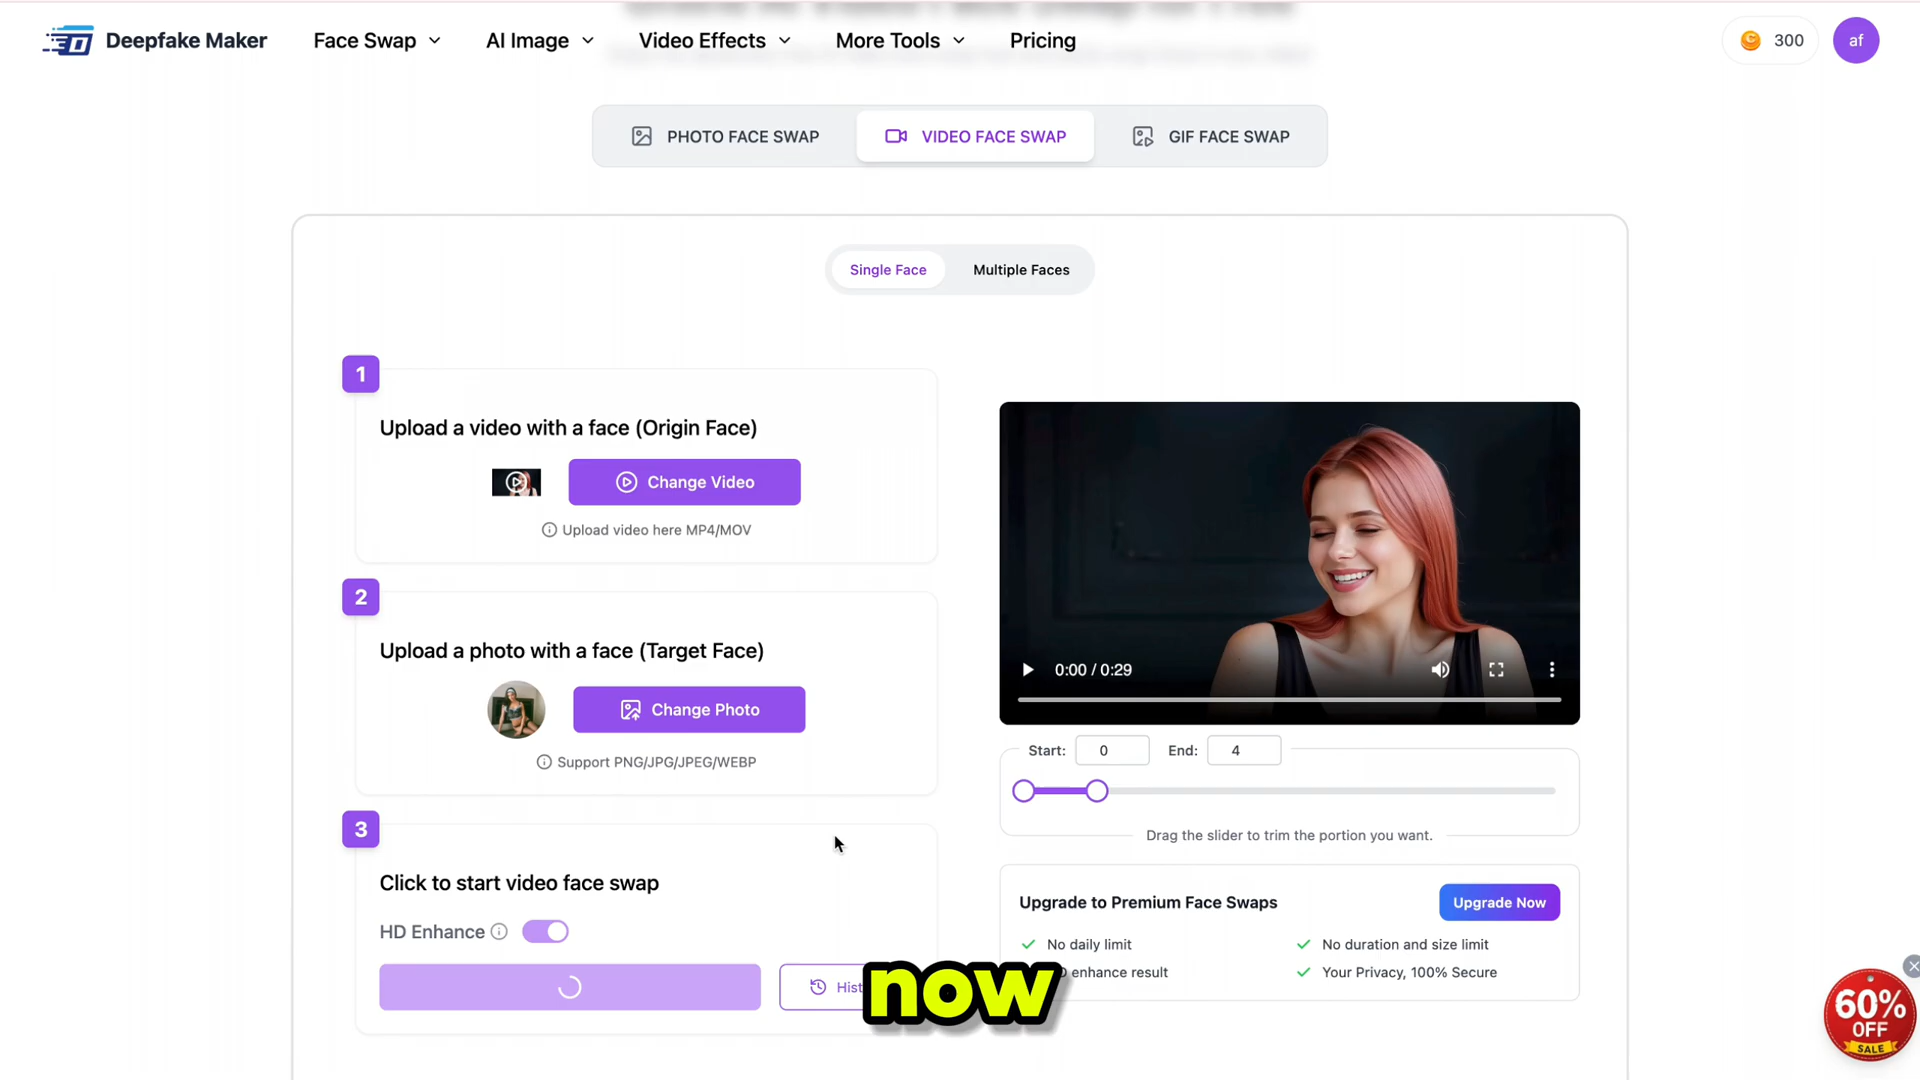 Deepfake Maker
Face Swap
AI Image
Video Effects
More Tools
Pricing
300
af
PHOTO FACE SWAP
VIDEO FACE SWAP
GIF FACE SWAP
Single Face
Multiple Faces
1
Upload a video with a face (Origin Face)
Change Video
Upload video here MP4/MOV
2
Upload a photo with a face (Target Face)
Change Photo
Support PNG/JPG/JPEG/WEBP
3
Click to start video face swap
HD Enhance
Hist
now
0:00 / 0:29
Start: 0 End: 4
Drag the slider to trim the portion you want.
Upgrade to Premium Face Swaps
Upgrade Now
No daily limit
No duration and size limit
enhance result
Your Privacy, 100% Secure
60%
OFF
SALE